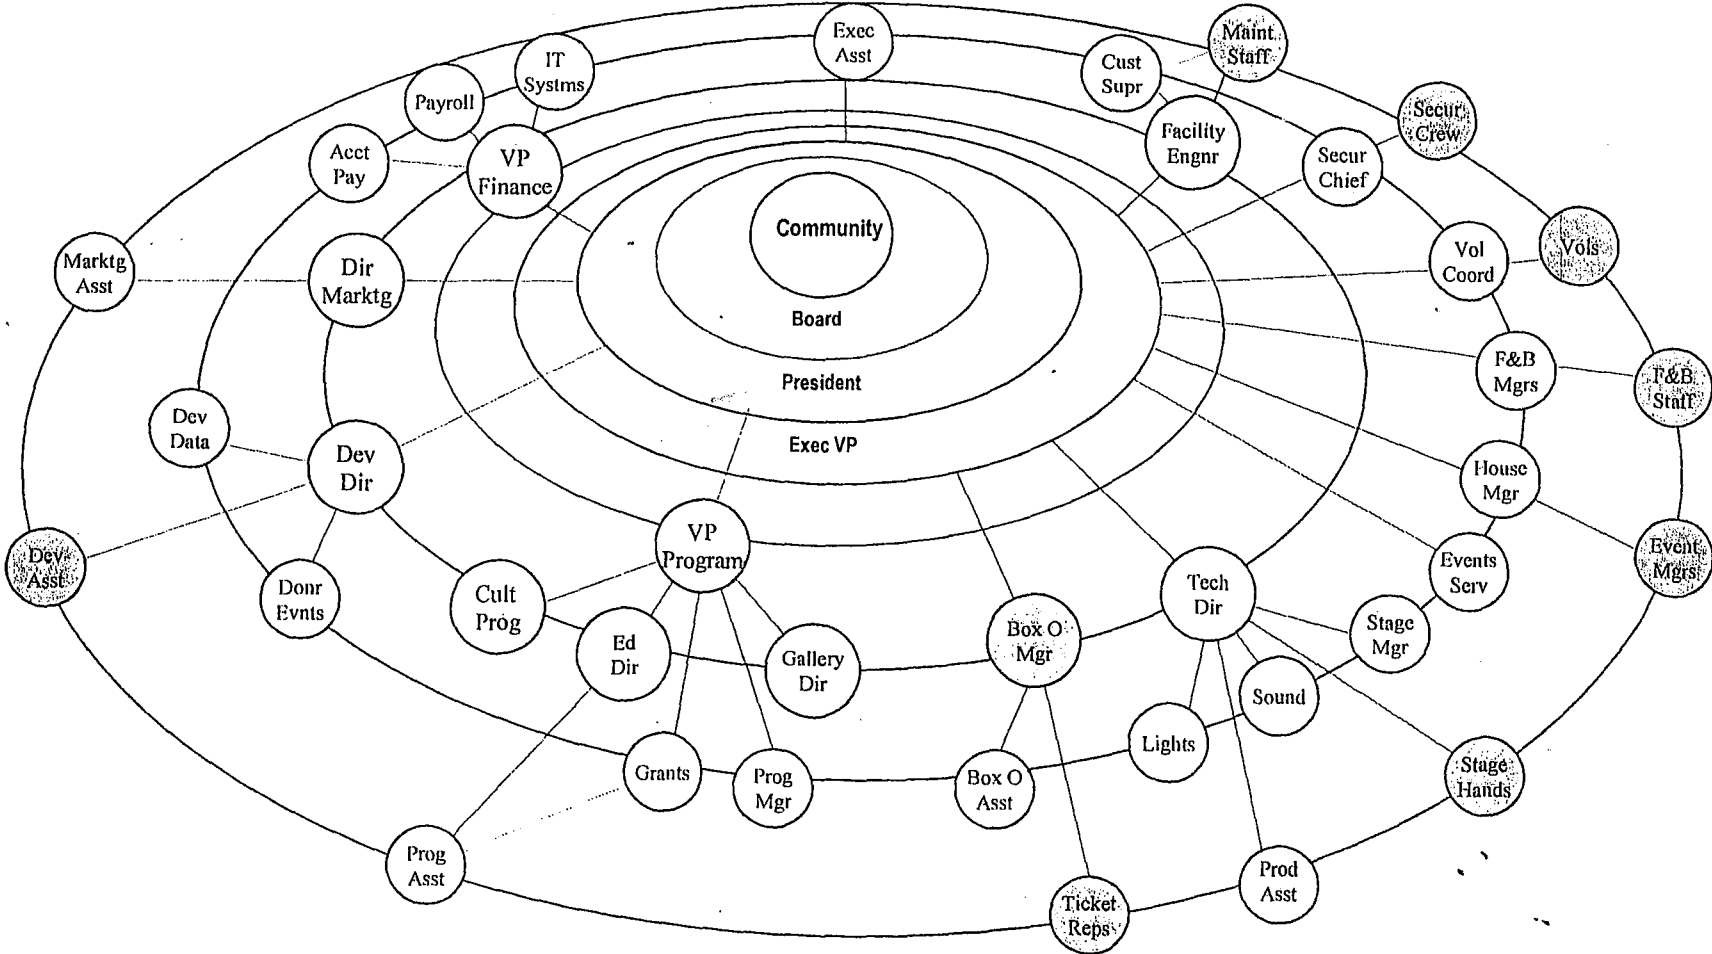 Exec
Asst
Maint
Staff
IT
Systms
Cust
Supr
Payroll
Secur
Crew
Facility
Engnr
Acct
Pay
VP
Finance
Secur
Chief
Community
Vol
Coord
Vols
Marktg
Asst
Dir
Marktg
Board
F&B
Mgrs
F&B
Staff
President
Dev
Data
Exec VP
Dev
Dir
House
Mgr
VP
Program
Event
Mgrs
Dev
Asst
Events
Serv
Donr
Evnts
Cult
Prog
Tech
Dir
Ed
Dir
Gallery
Dir
Box O
Mgr
Stage
Mgr
Sound
Lights
Grants
Prog
Mgr
Box O
Asst
Stage
Hands
Prog
Asst
Prod
Asst
Ticket
Reps